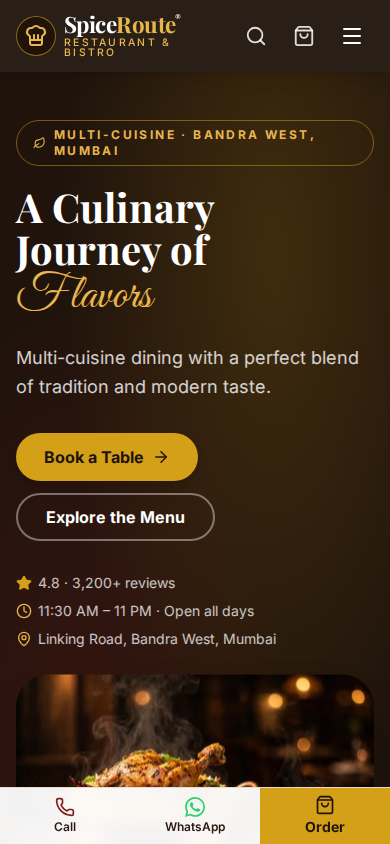 SpiceRoute®
RESTAURANT &
BISTRO
MULTI-CUISINE · BANDRA WEST,
MUMBAI
A Culinary
Journey of
Flavors
Multi-cuisine dining with a perfect blend
of tradition and modern taste.
Book a Table →
Explore the Menu
4.8 · 3,200+ reviews
11:30 AM – 11 PM · Open all days
Linking Road, Bandra West, Mumbai
Call
WhatsApp
Order